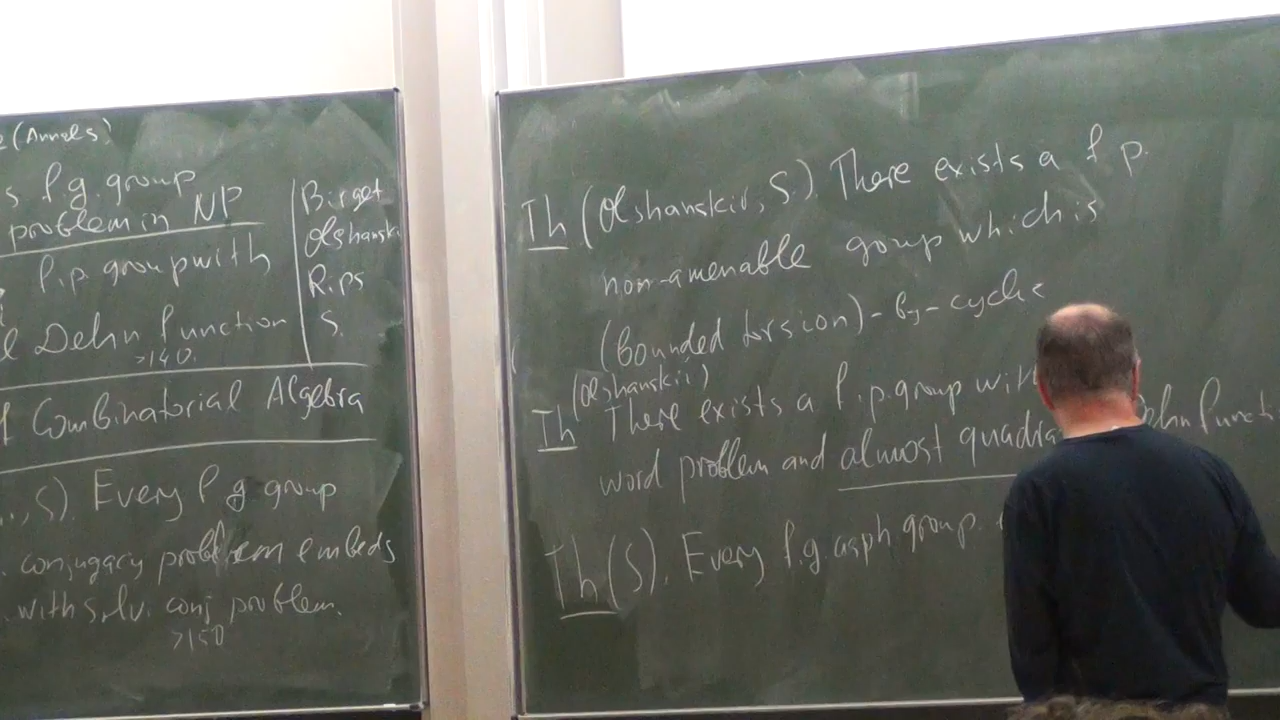 (Annals)
s f.g. group
problem in NP
f.p. group with
l Dehn function
>140.
Birget
Olshanski
Rips
S.
f Combinatorial Algebra
., S). Every f g group
. conjugacy problem embeds
. with solv. conj problem.
>150
Th (Olshanskii, S.) There exists a f. p.
non-amenable group which is
(bounded torsion)-by-cyclic
(Olshanskii)
Th There exists a f.p. group with
word problem and almost quadra Dehn functi
Th (S). Every f.g. asph group.